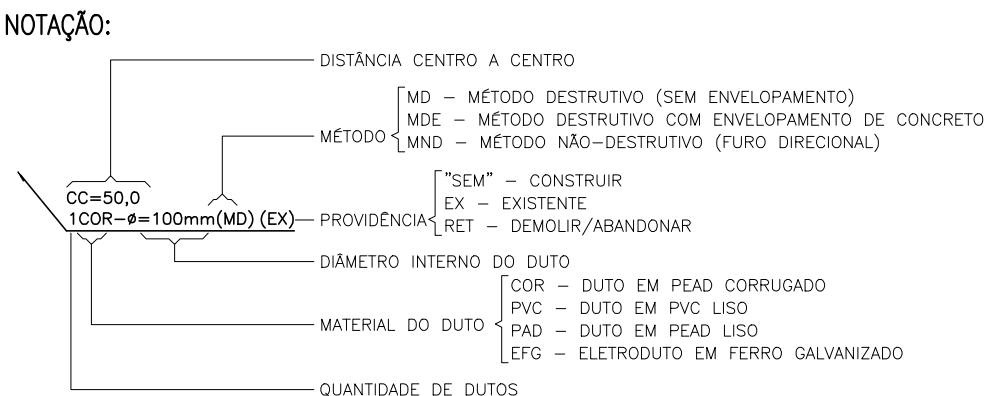 NOTAÇÃO:
DISTÂNCIA CENTRO A CENTRO
MD – MÉTODO DESTRUTIVO (SEM ENVELOPAMENTO)
MDE – MÉTODO DESTRUTIVO COM ENVELOPAMENTO DE CONCRETO
MÉTODO
MND – MÉTODO NÃO–DESTRUTIVO (FURO DIRECIONAL)
"SEM" – CONSTRUIR
CC=50,0
EX – EXISTENTE
1COR–ø=100mm(MD) (EX)
PROVIDÊNCIA
RET – DEMOLIR/ABANDONAR
DIÂMETRO INTERNO DO DUTO
COR – DUTO EM PEAD CORRUGADO
PVC – DUTO EM PVC LISO
MATERIAL DO DUTO
PAD – DUTO EM PEAD LISO
EFG – ELETRODUTO EM FERRO GALVANIZADO
QUANTIDADE DE DUTOS